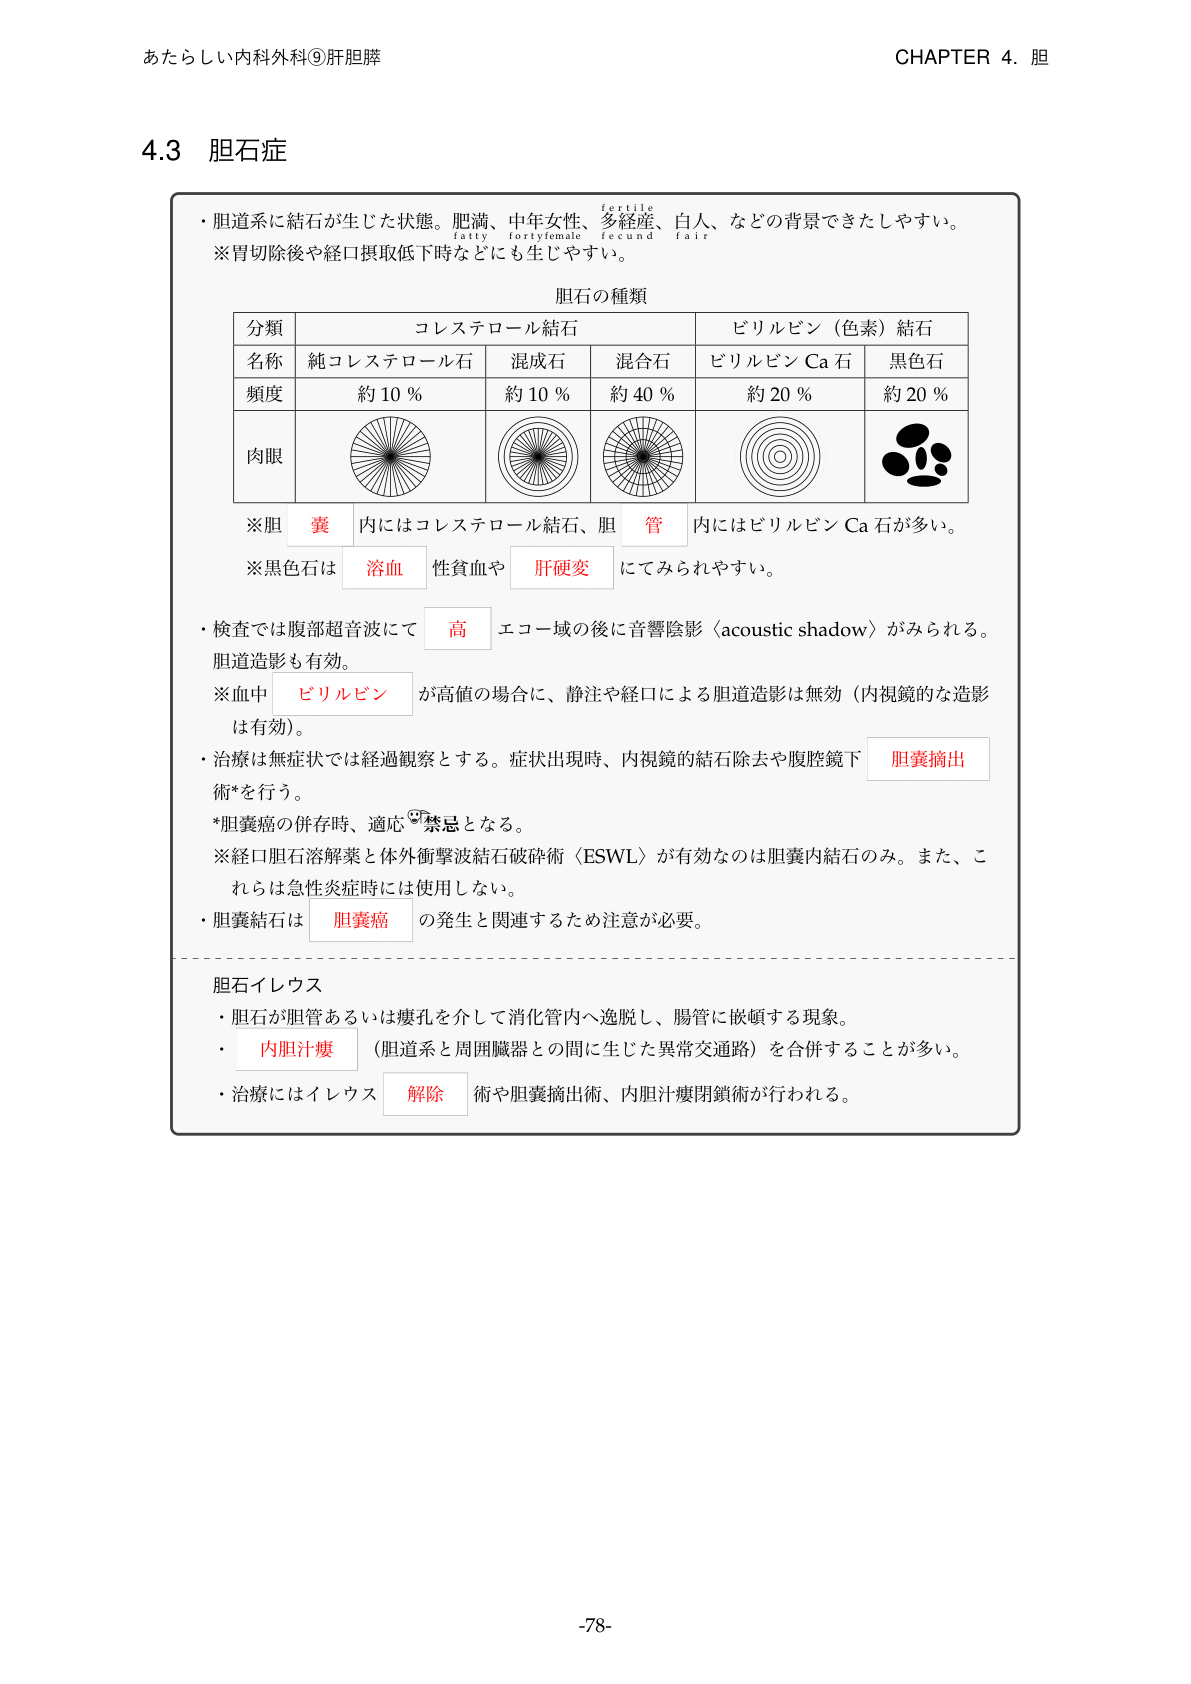 あたらしい内科外科⑨肝胆膵 CHAPTER 4. 胆
4.3 胆石症
fertile
・胆道系に結石が生じた状態。肥満、中年女性、多経産、白人、などの背景できたしやすい。
fatty fortyfemale fecund fair
※胃切除後や経口摂取低下時などにも生じやすい。
胆石の種類
分類 コレステロール結石 ビリルビン（色素）結石
名称 純コレステロール石 混成石 混合石 ビリルビン Ca 石 黒色石
頻度 約 10 % 約 10 % 約 40 % 約 20 % 約 20 %
肉眼
※胆 嚢 内にはコレステロール結石、胆 管 内にはビリルビン Ca 石が多い。
※黒色石は 溶血 性貧血や 肝硬変 にてみられやすい。
・検査では腹部超音波にて 高 エコー域の後に音響陰影〈acoustic shadow〉がみられる。
胆道造影も有効。
※血中 ビリルビン が高値の場合に、静注や経口による胆道造影は無効（内視鏡的な造影
は有効）。
・治療は無症状では経過観察とする。症状出現時、内視鏡的結石除去や腹腔鏡下 胆嚢摘出
術*を行う。
*胆嚢癌の併存時、適応禁忌となる。
※経口胆石溶解薬と体外衝撃波結石破砕術〈ESWL〉が有効なのは胆嚢内結石のみ。また、こ
れらは急性炎症時には使用しない。
・胆嚢結石は 胆嚢癌 の発生と関連するため注意が必要。
胆石イレウス
・胆石が胆管あるいは瘻孔を介して消化管内へ逸脱し、腸管に嵌頓する現象。
・ 内胆汁瘻 （胆道系と周囲臓器との間に生じた異常交通路）を合併することが多い。
・治療にはイレウス 解除 術や胆嚢摘出術、内胆汁瘻閉鎖術が行われる。
-78-